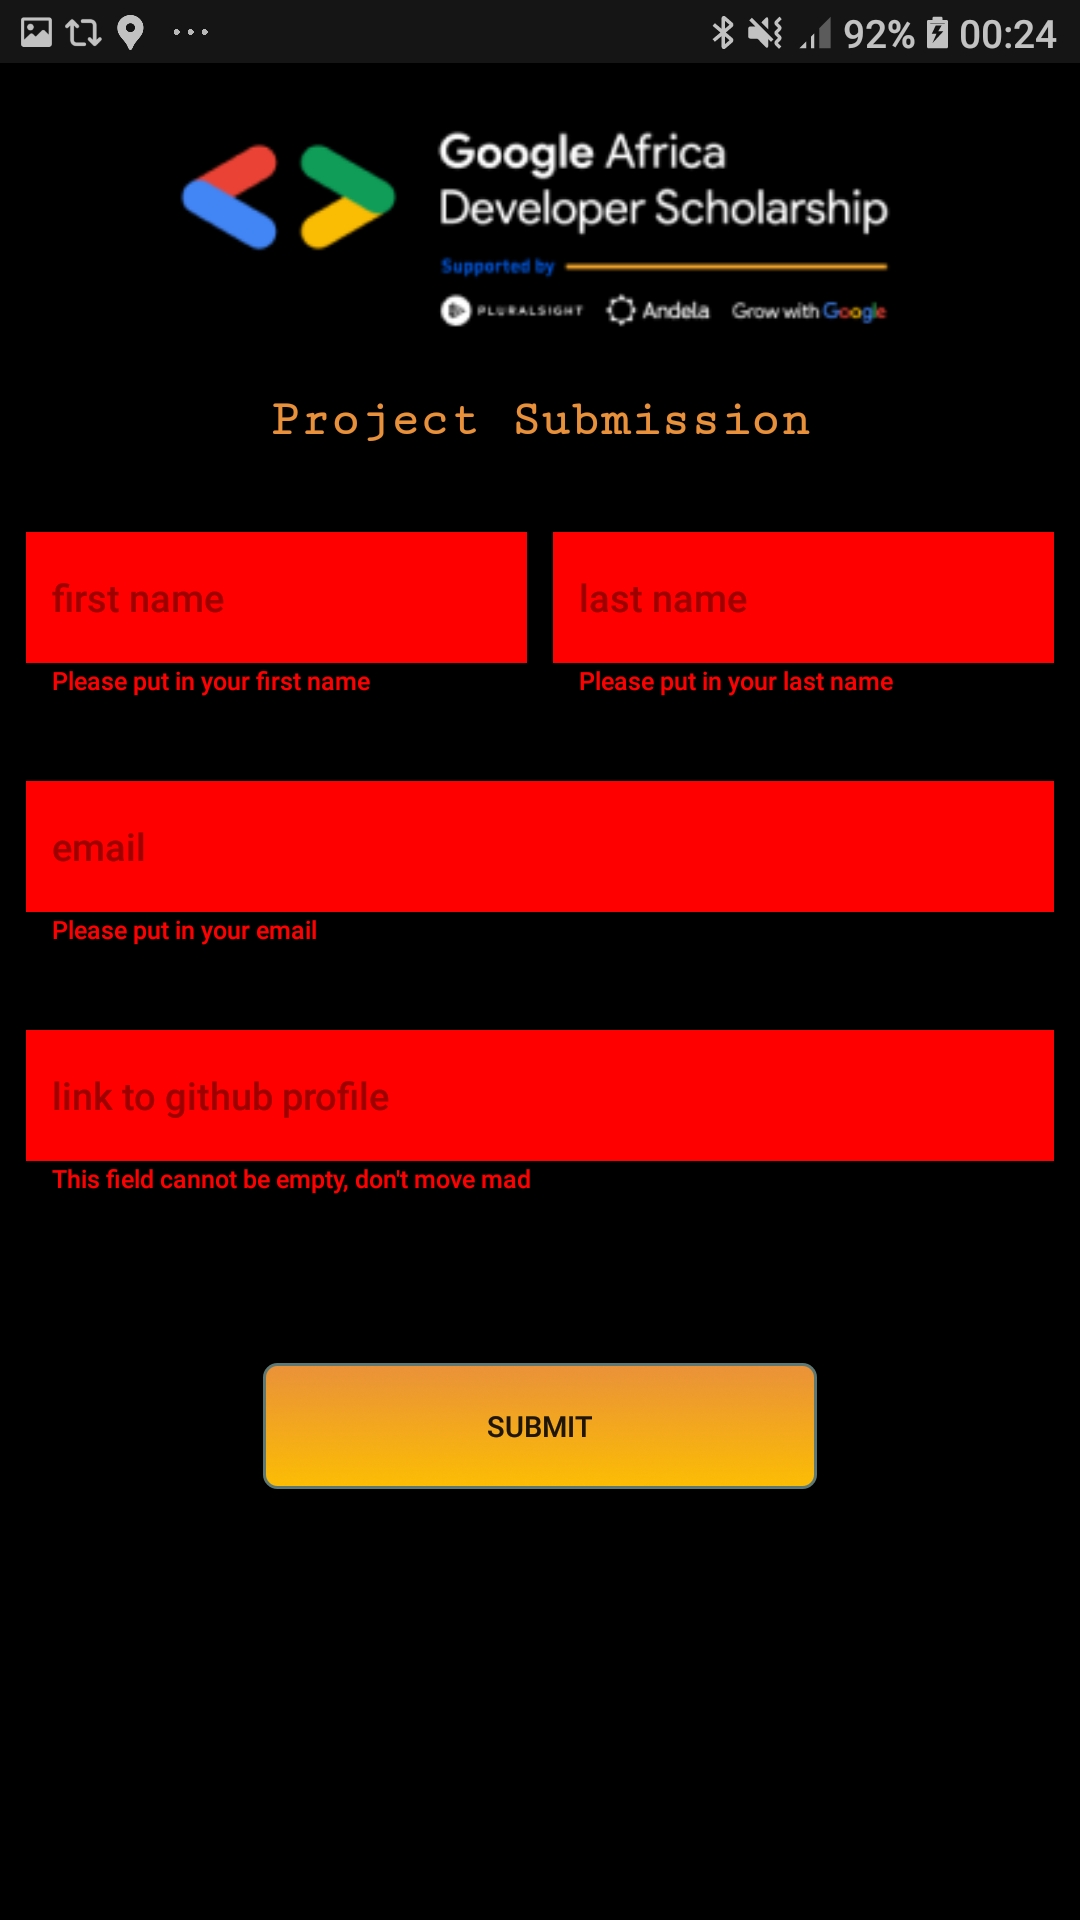 92% 00:24
Google Africa
Developer Scholarship
Supported by
PLURALSIGHT Andela Grow with Google
Project Submission
first name last name
Please put in your first name Please put in your last name
email
Please put in your email
link to github profile
This field cannot be empty, don't move mad
SUBMIT